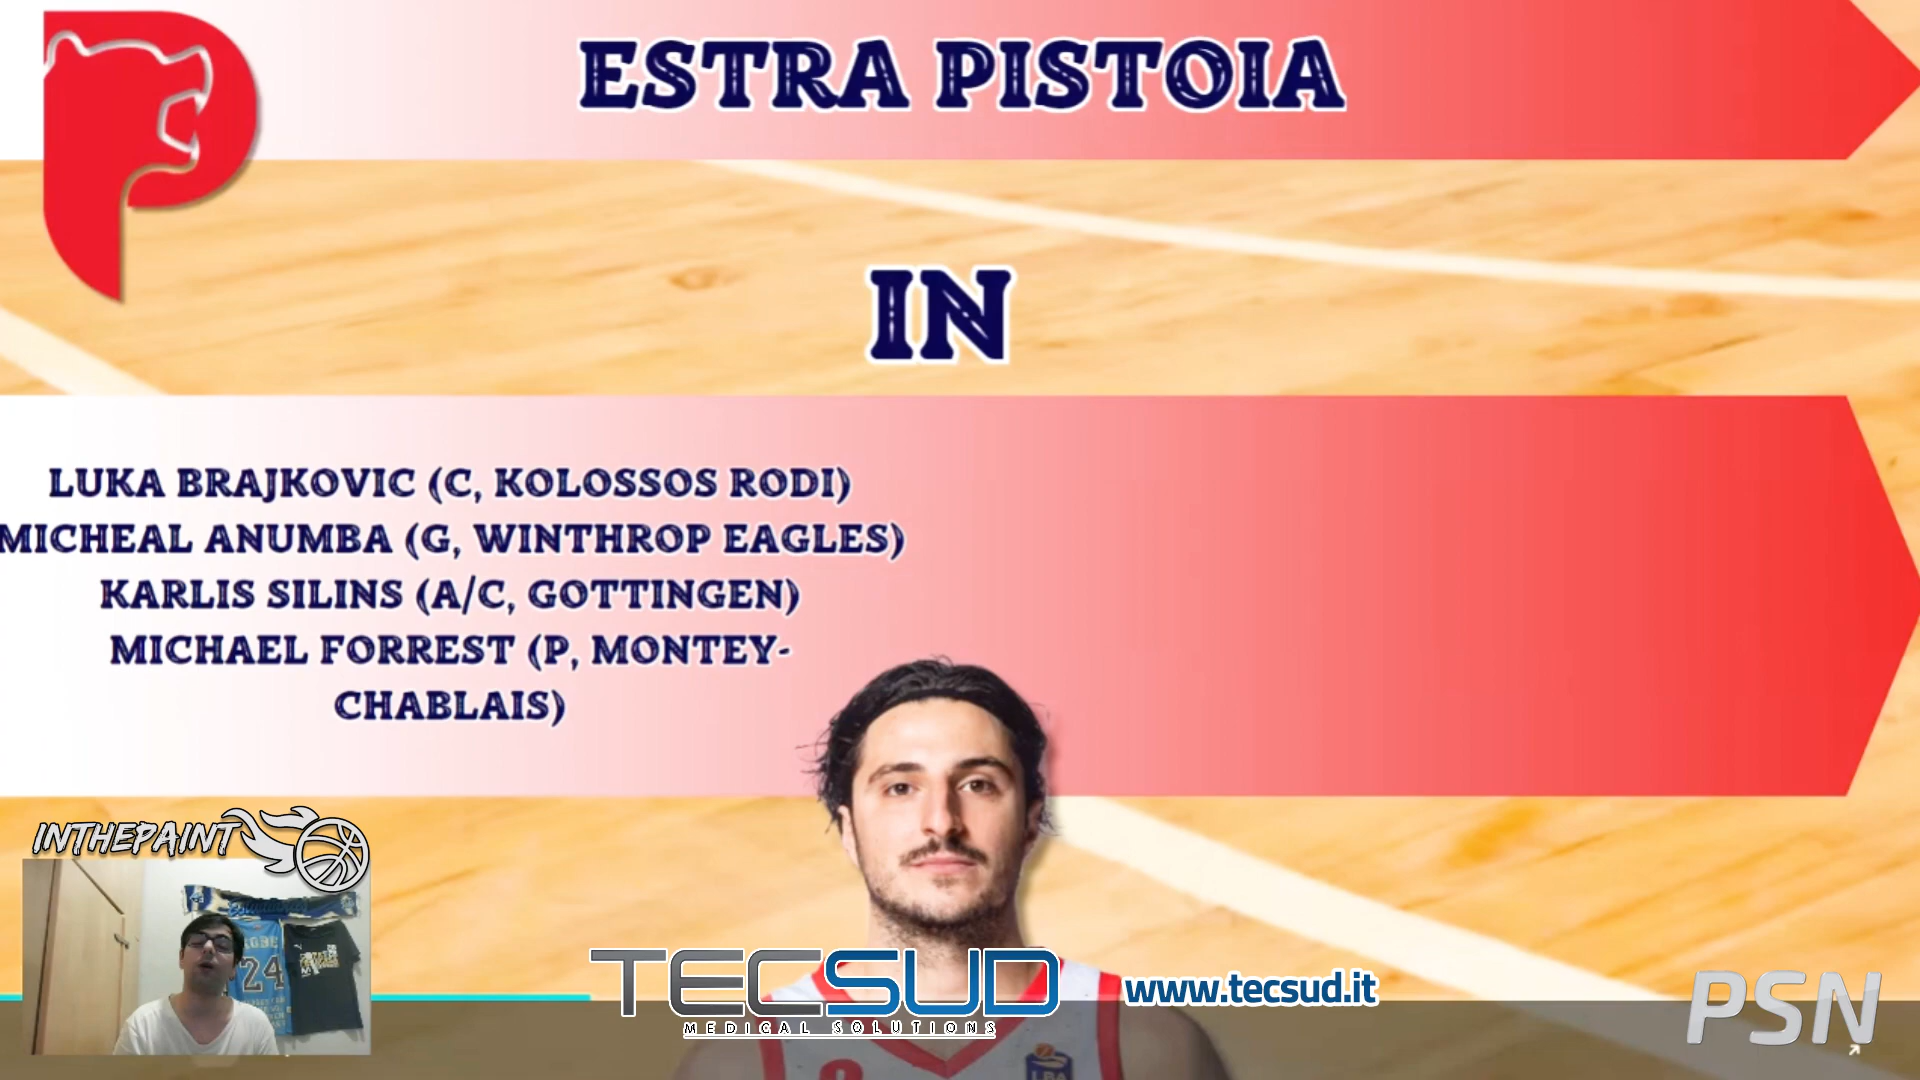 ESTRA PISTOIA
IN
LUKA BRAJKOVIC (C, KOLOSSOS RODI)
MICHEAL ANUMBA (G, WINTHROP EAGLES)
KARLIS SILINS (A/C, GOTTINGEN)
MICHAEL FORREST (P, MONTEY-
CHABLAIS)
INTHEPAINT
24
TECSUD
MEDICAL SOLUTIONS
www.tecsud.it
PSN